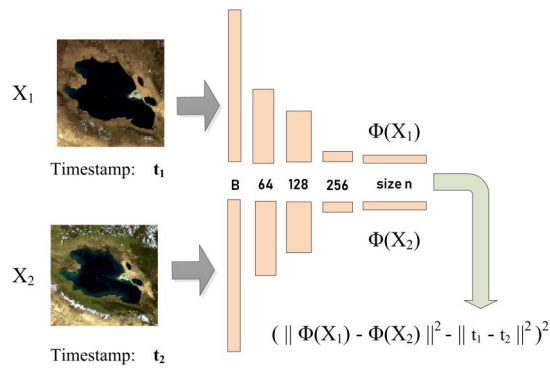 X₁
Timestamp: t₁
Φ(X₁)
B 64 128 256 size n
Φ(X₂)
X₂
Timestamp: t₂
( || Φ(X₁) - Φ(X₂) ||² - || t₁ - t₂ ||² )²